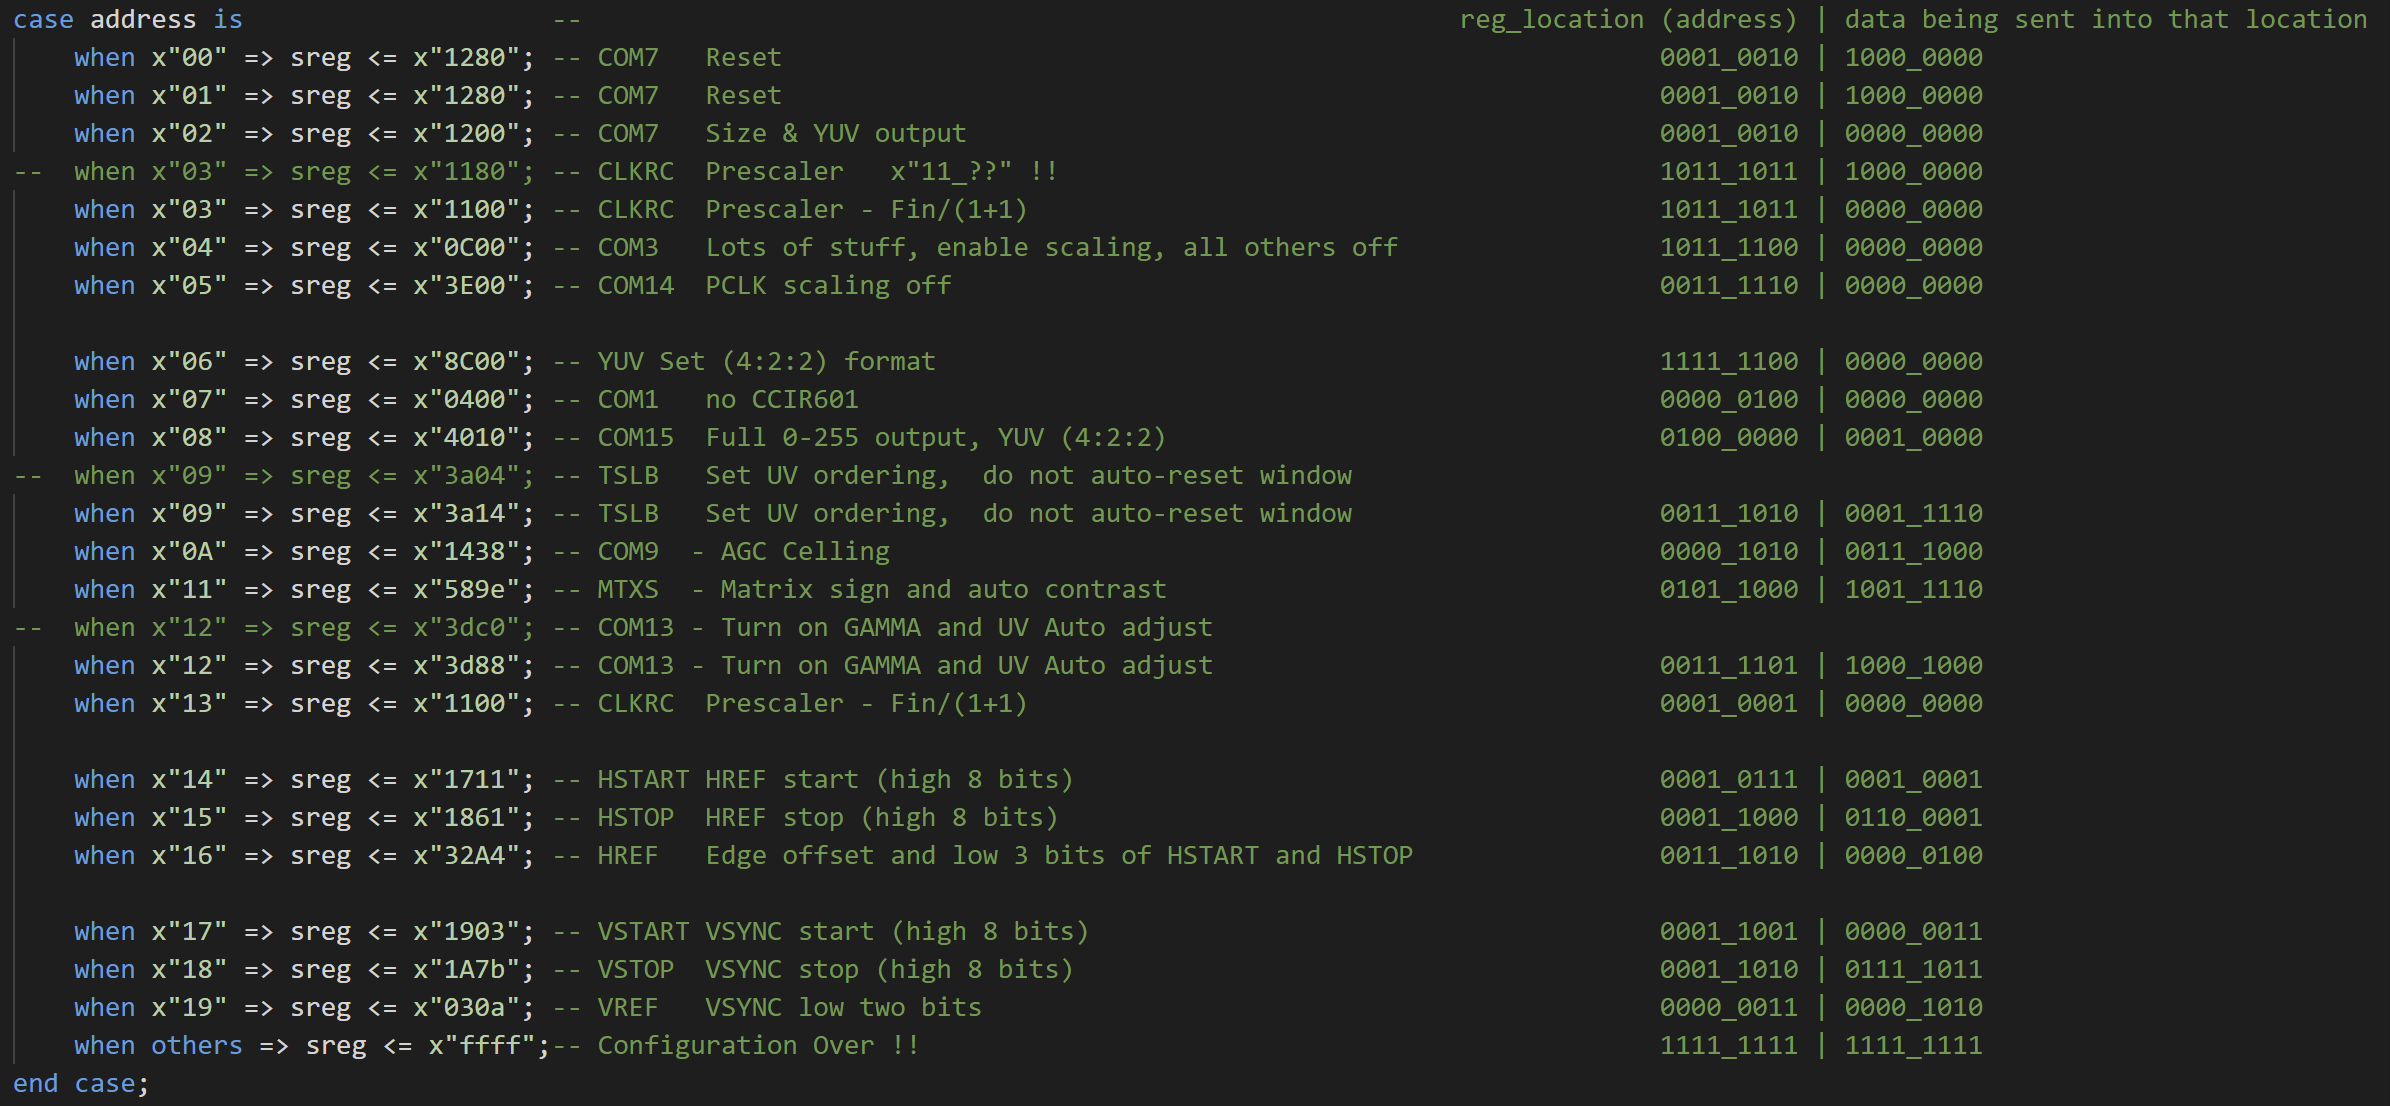 case address is                    --                                                         reg_location (address) | data being sent into that location
    when x"00" => sreg <= x"1280"; -- COM7   Reset                                                         0001_0010 | 1000_0000
    when x"01" => sreg <= x"1280"; -- COM7   Reset                                                         0001_0010 | 1000_0000
    when x"02" => sreg <= x"1200"; -- COM7   Size & YUV output                                             0001_0010 | 0000_0000
--  when x"03" => sreg <= x"1180"; -- CLKRC  Prescaler   x"11_??" !!                                       1011_1011 | 1000_0000
    when x"03" => sreg <= x"1100"; -- CLKRC  Prescaler - Fin/(1+1)                                         1011_1011 | 0000_0000
    when x"04" => sreg <= x"0C00"; -- COM3   Lots of stuff, enable scaling, all others off                 1011_1100 | 0000_0000
    when x"05" => sreg <= x"3E00"; -- COM14  PCLK scaling off                                              0011_1110 | 0000_0000
    when x"06" => sreg <= x"8C00"; -- YUV Set (4:2:2) format                                               1111_1100 | 0000_0000
    when x"07" => sreg <= x"0400"; -- COM1   no CCIR601                                                    0000_0100 | 0000_0000
    when x"08" => sreg <= x"4010"; -- COM15  Full 0-255 output, YUV (4:2:2)                                0100_0000 | 0001_0000
--  when x"09" => sreg <= x"3a04"; -- TSLB   Set UV ordering,  do not auto-reset window
    when x"09" => sreg <= x"3a14"; -- TSLB   Set UV ordering,  do not auto-reset window                    0011_1010 | 0001_1110
    when x"0A" => sreg <= x"1438"; -- COM9  - AGC Celling                                                  0000_1010 | 0011_1000
    when x"11" => sreg <= x"589e"; -- MTXS  - Matrix sign and auto contrast                                0101_1000 | 1001_1110
--  when x"12" => sreg <= x"3dc0"; -- COM13 - Turn on GAMMA and UV Auto adjust
    when x"12" => sreg <= x"3d88"; -- COM13 - Turn on GAMMA and UV Auto adjust                             0011_1101 | 1000_1000
    when x"13" => sreg <= x"1100"; -- CLKRC  Prescaler - Fin/(1+1)                                         0001_0001 | 0000_0000
    when x"14" => sreg <= x"1711"; -- HSTART HREF start (high 8 bits)                                      0001_0111 | 0001_0001
    when x"15" => sreg <= x"1861"; -- HSTOP  HREF stop (high 8 bits)                                       0001_1000 | 0110_0001
    when x"16" => sreg <= x"32A4"; -- HREF   Edge offset and low 3 bits of HSTART and HSTOP                0011_1010 | 0000_0100
    when x"17" => sreg <= x"1903"; -- VSTART VSYNC start (high 8 bits)                                     0001_1001 | 0000_0011
    when x"18" => sreg <= x"1A7b"; -- VSTOP  VSYNC stop (high 8 bits)                                      0001_1010 | 0111_1011
    when x"19" => sreg <= x"030a"; -- VREF   VSYNC low two bits                                            0000_0011 | 0000_1010
    when others => sreg <= x"ffff";-- Configuration Over !!                                                1111_1111 | 1111_1111
end case;